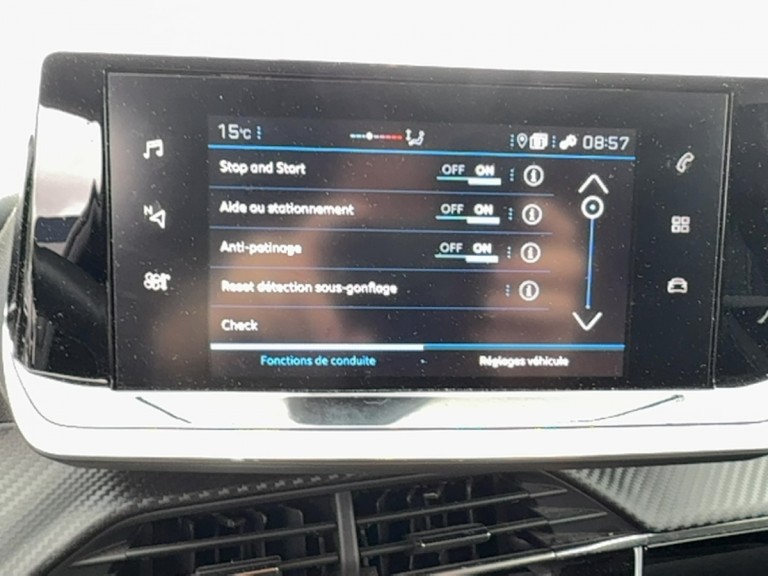 15°C 08:57
Stop and Start OFF ON
Aide au stationnement OFF ON
Anti-patinage OFF ON
Reset détection sous-gonflage
Check
Fonctions de conduite Réglages véhicule
N